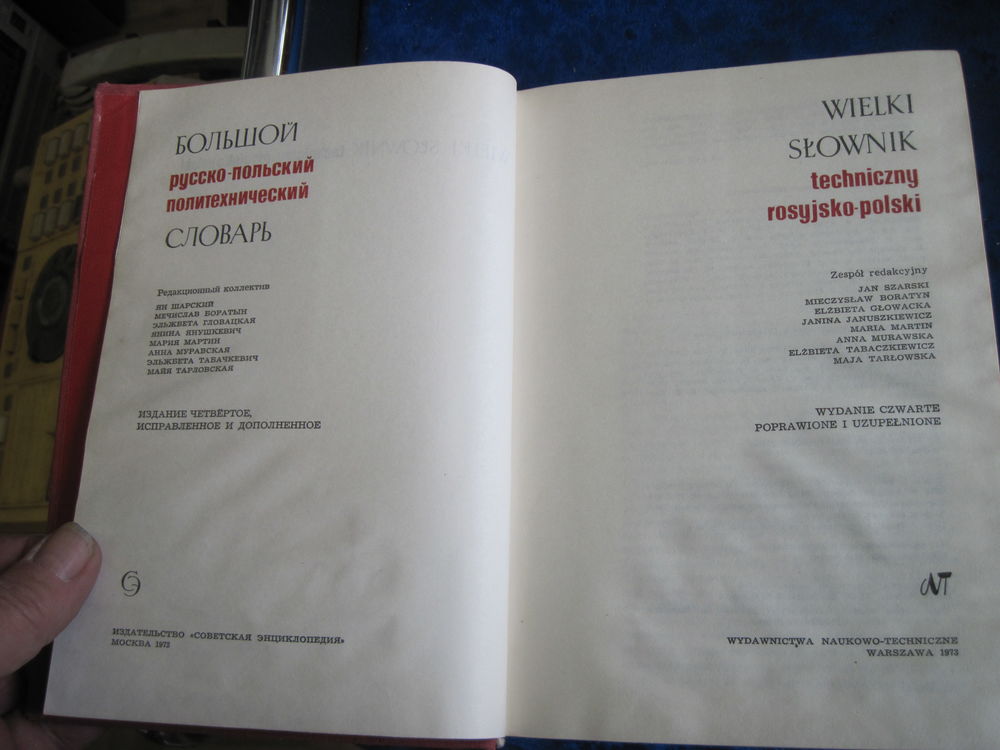 БОЛЬШОЙ
русско-польский
политехнический
СЛОВАРЬ
Редакционный коллектив
ЯН ШАРСКИЙ
МЕЧИСЛАВ БОРАТЫН
ЭЛЬЖБЕТА ГЛОВАЦКАЯ
ЯНИНА ЯНУШКЕВИЧ
МАРИЯ МАРТИН
АННА МУРАВСКАЯ
ЭЛЬЖБЕТА ТАБАЧКЕВИЧ
МАЙЯ ТАРЛОВСКАЯ
ИЗДАНИЕ ЧЕТВЁРТОЕ,
ИСПРАВЛЕННОЕ И ДОПОЛНЕННОЕ
СЭ
ИЗДАТЕЛЬСТВО «СОВЕТСКАЯ ЭНЦИКЛОПЕДИЯ»
МОСКВА 1973
WIELKI
SŁOWNIK
techniczny
rosyjsko-polski
Zespół redakcyjny
JAN SZARSKI
MIECZYSŁAW BORATYN
ELŻBIETA GŁOWACKA
JANINA JANUSZKIEWICZ
MARIA MARTIN
ANNA MURAWSKA
ELŻBIETA TABACZKIEWICZ
MAJA TARŁOWSKA
WYDANIE CZWARTE
POPRAWIONE I UZUPEŁNIONE
WNT
WYDAWNICTWA NAUKOWO-TECHNICZNE
WARSZAWA 1973